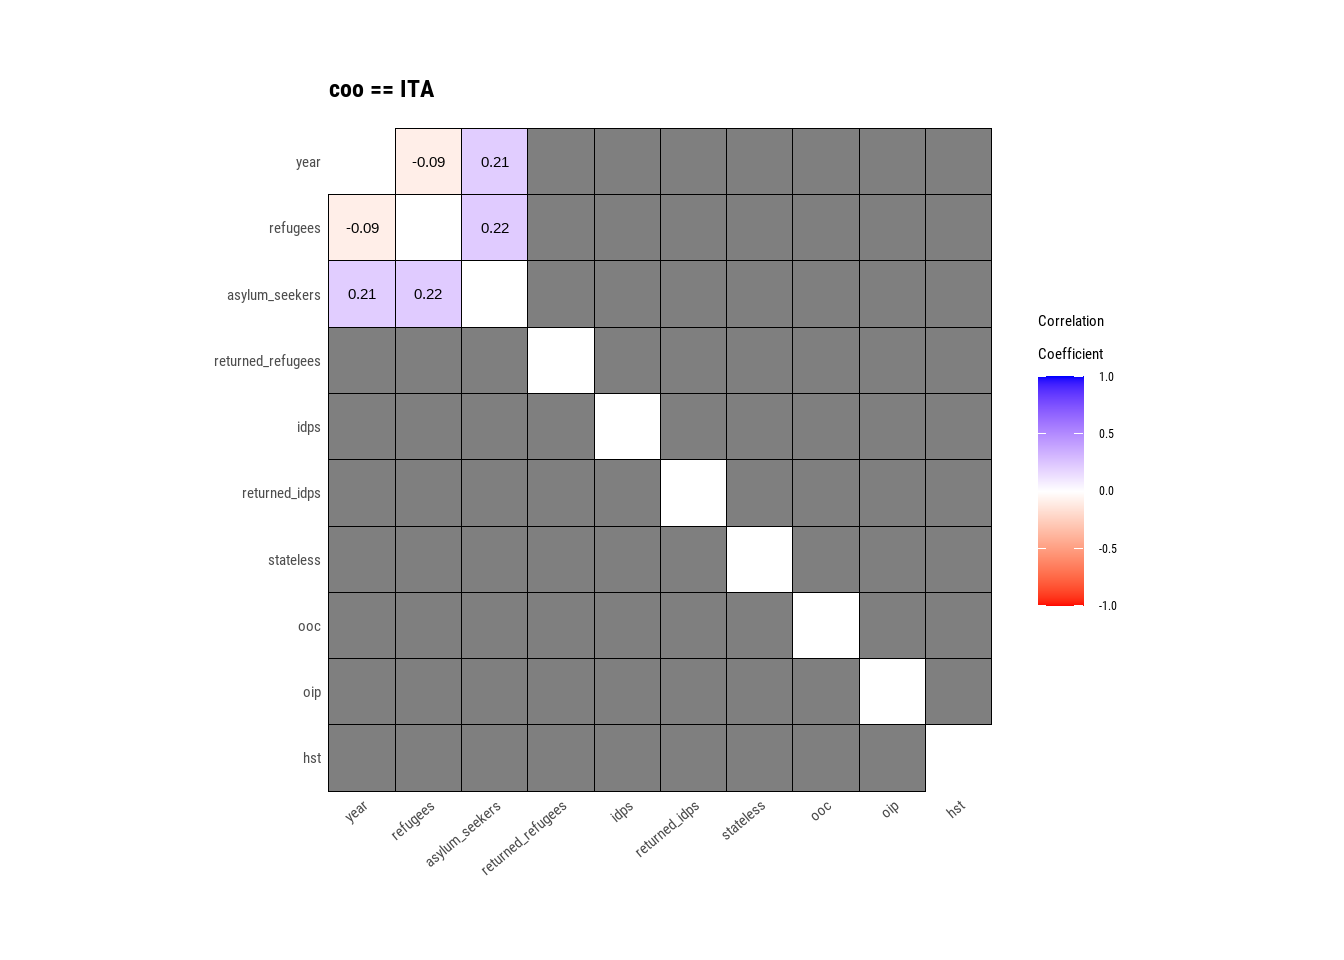 coo == ITA
year -0.09 0.21
refugees -0.09 0.22
asylum_seekers 0.21 0.22
returned_refugees
idps
returned_idps
stateless
ooc
oip
hst
year refugees asylum_seekers returned_refugees idps returned_idps stateless ooc oip hst
Correlation
Coefficient
1.0
0.5
0.0
-0.5
-1.0